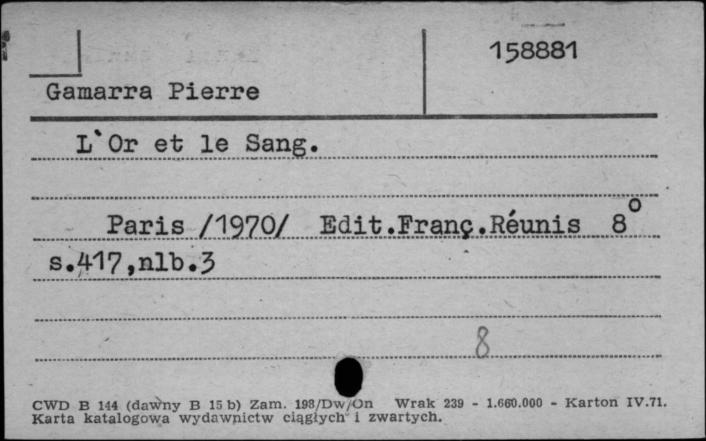 158881
Gamarra Pierre
L`Or et le Sang.
Paris /1970/ Edit.Franç.Réunis 8°
s.417,nlb.3
8
CWD B 144 (dawny B 15 b) Zam. 198/Dw/On Wrak 239 - 1.660.000 - Karton IV.71.
Karta katalogowa wydawnictw ciągłych i zwartych.